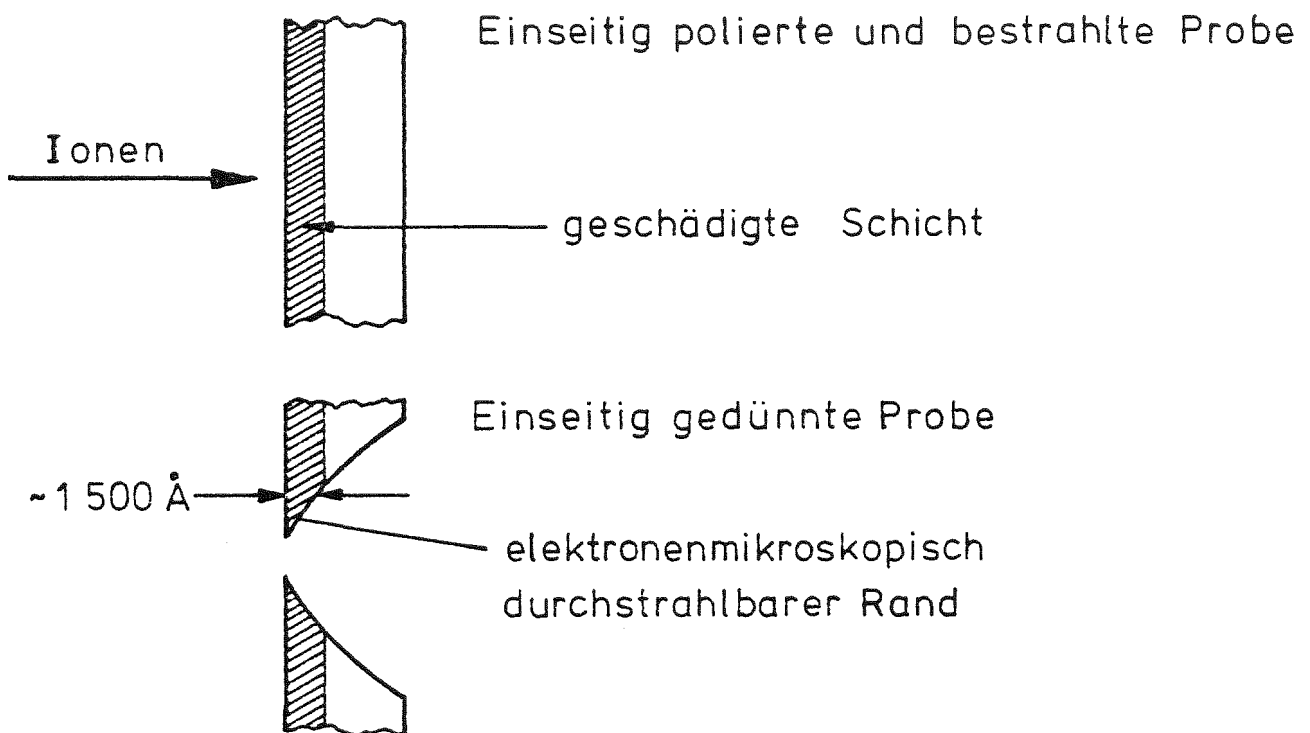 Einseitig polierte und bestrahlte Probe
Ionen
geschädigte Schicht
Einseitig gedünnte Probe
~1 500 Å
elektronenmikroskopisch
durchstrahlbarer Rand